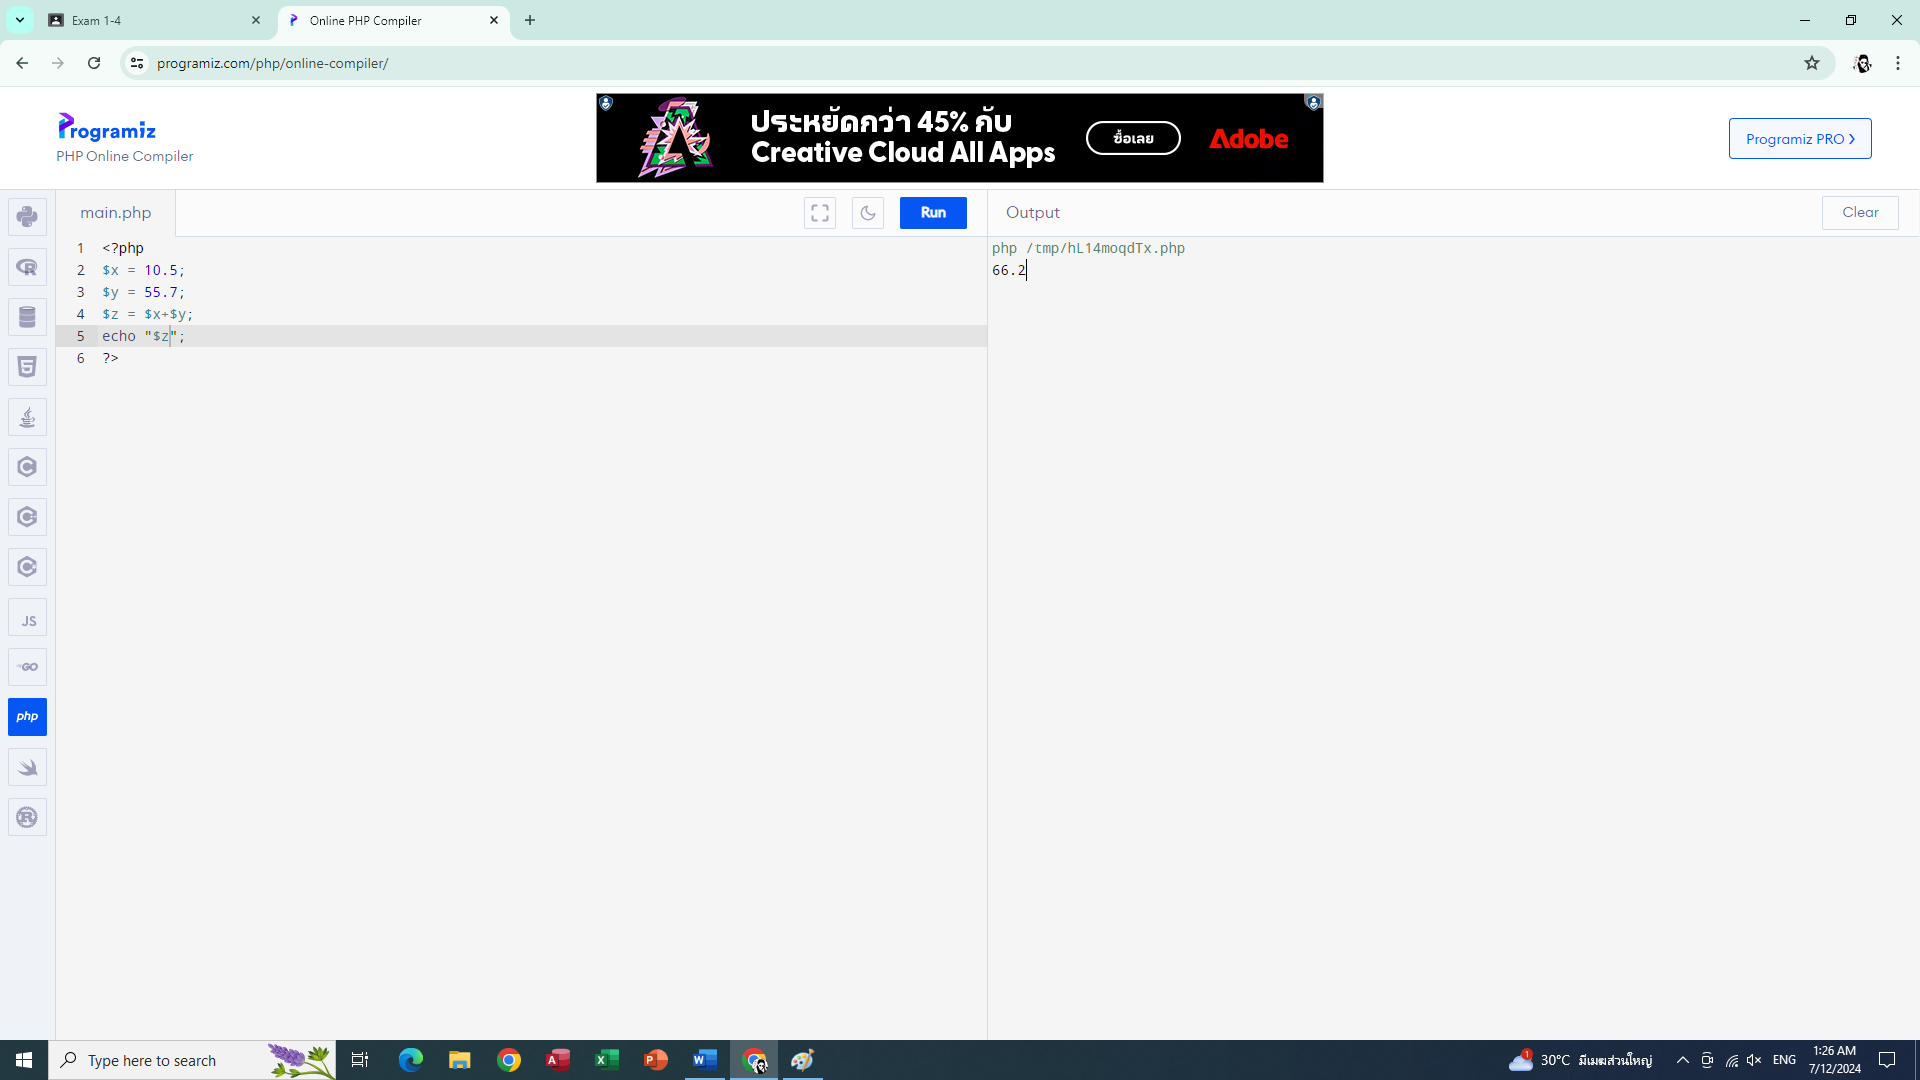 Exam 1-4
Online PHP Compiler
programiz.com/php/online-compiler/
Programiz
PHP Online Compiler
ประหยัดกว่า 45% กับ
Creative Cloud All Apps
ซื้อเลย
Adobe
Programiz PRO
main.php
Run
Output
Clear
1 <?php
2 $x = 10.5;
3 $y = 55.7;
4 $z = $x+$y;
5 echo "$z";
6 ?>
php /tmp/hL14moqdTx.php
66.2
JS
GO
php
Type here to search
1
30°C มีเมฆส่วนใหญ่
ENG
1:26 AM
7/12/2024